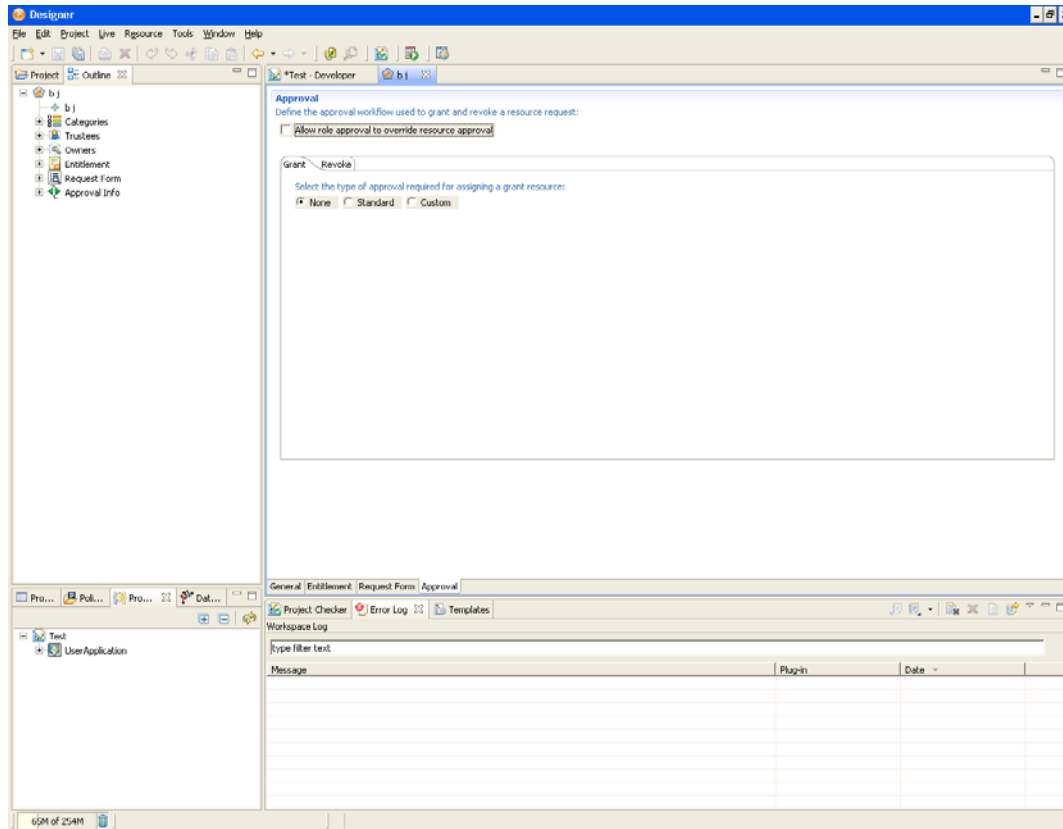 Designer
File Edit Project Live Resource Tools Window Help
Project Outline
*Test - Developer b j
b j
b j
Categories
Trustees
Owners
Entitlement
Request Form
Approval Info
Approval
Define the approval workflow used to grant and revoke a resource request:
Allow role approval to override resource approval
Grant Revoke
Select the type of approval required for assigning a grant resource:
None Standard Custom
General Entitlement Request Form Approval
Pro... Poli... Pro... Dat...
Test
UserApplication
Project Checker Error Log Templates
Workspace Log
type filter text
Message Plug-in Date
65M of 254M